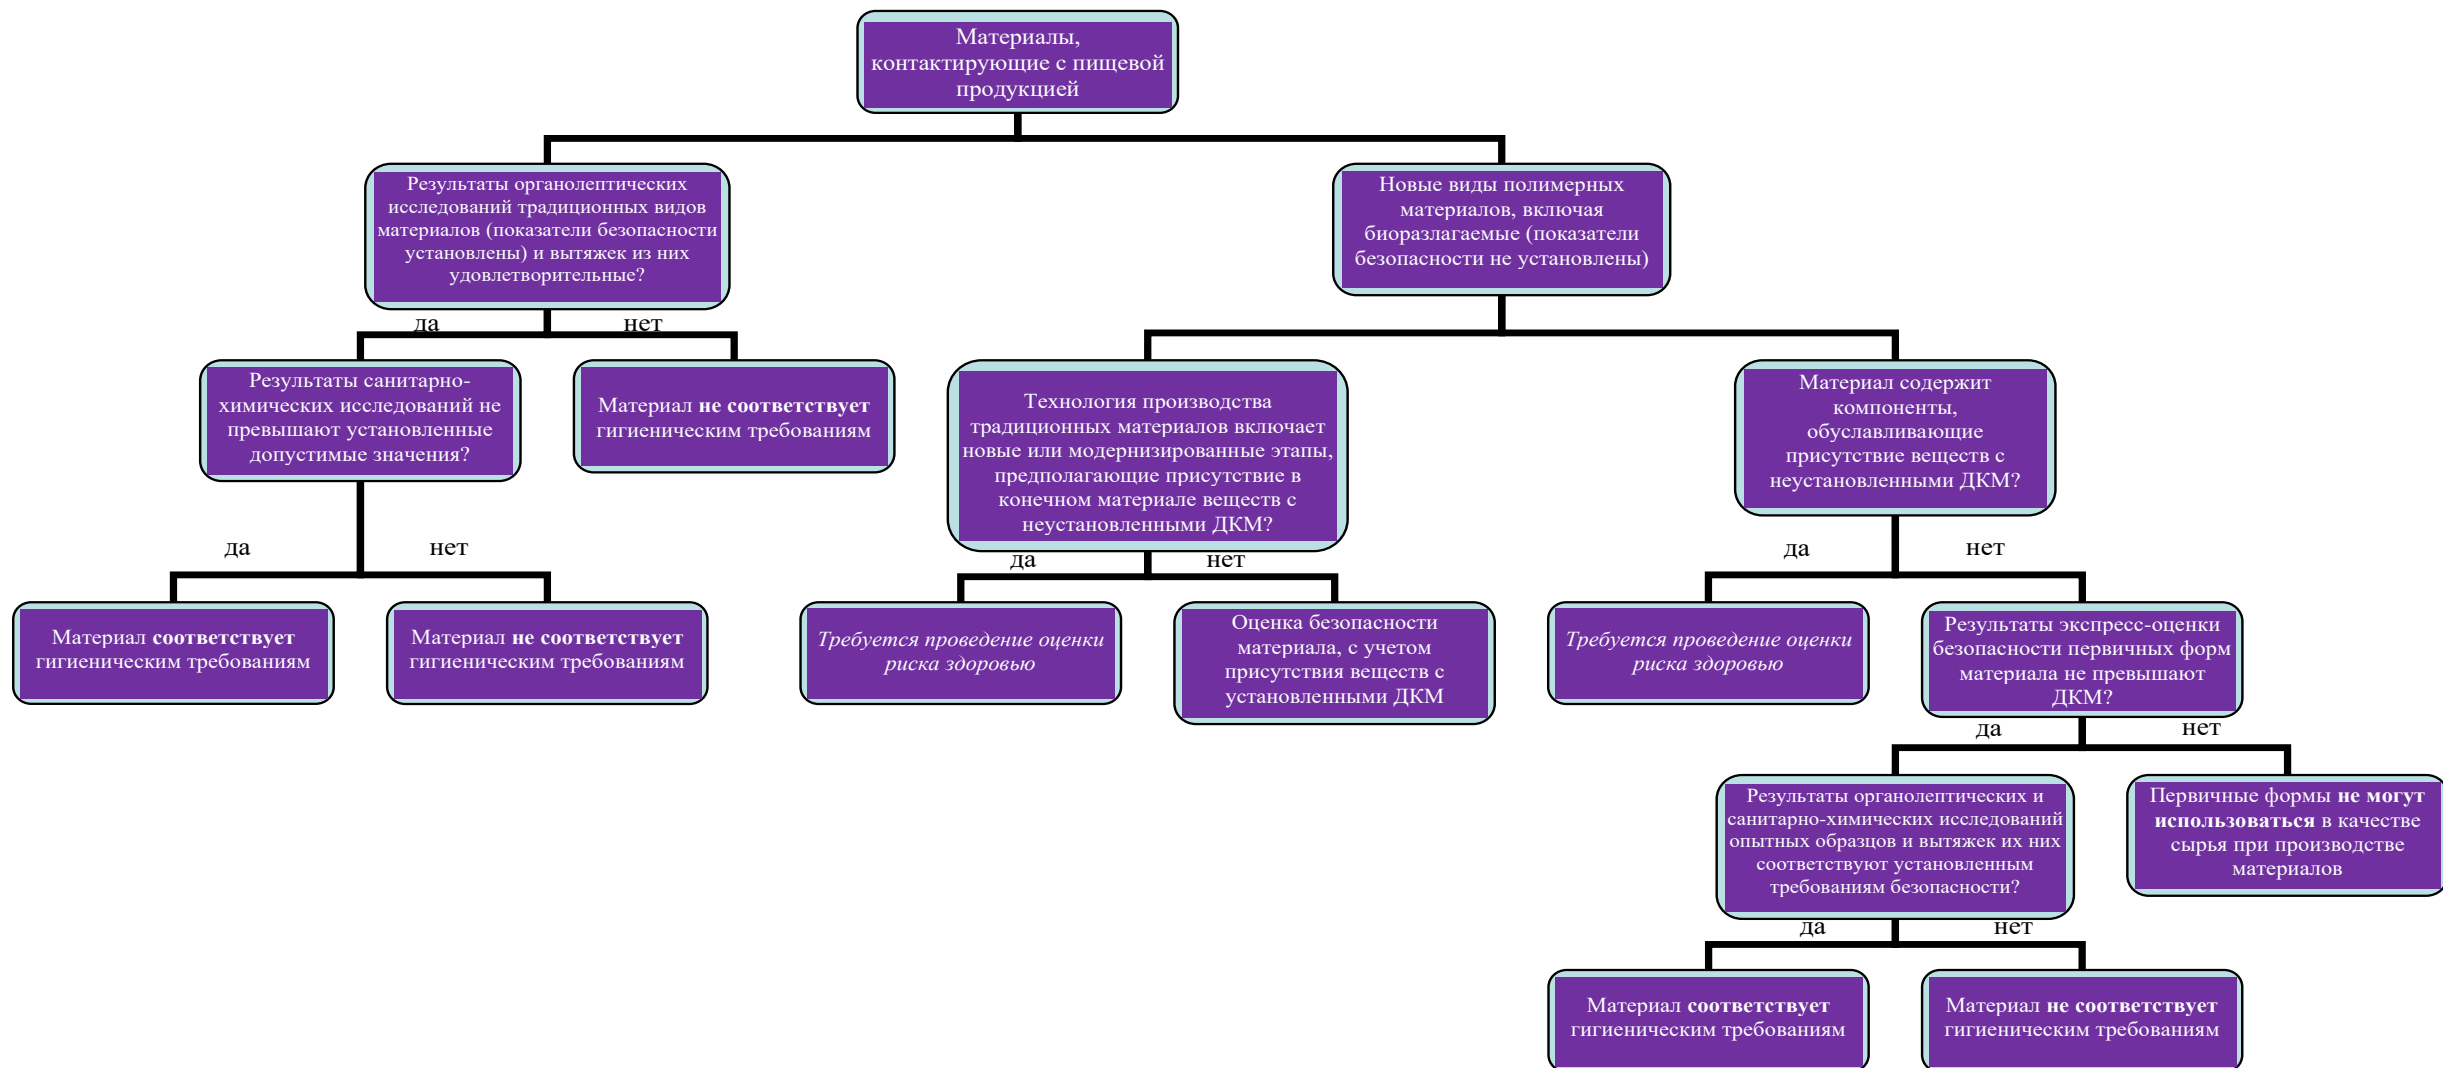 Материалы,
контактирующие с пищевой
продукцией
Результаты органолептических
исследований традиционных видов
материалов (показатели безопасности
установлены) и вытяжек из них
удовлетворительные?
Новые виды полимерных
материалов, включая
биоразлагаемые (показатели
безопасности не установлены)
да
нет
Результаты санитарно-
химических исследований не
превышают установленные
допустимые значения?
Материал не соответствует
гигиеническим требованиям
Технология производства
традиционных материалов включает
новые или модернизированные этапы,
предполагающие присутствие в
конечном материале веществ с
неустановленными ДКМ?
Материал содержит
компоненты,
обуславливающие
присутствие веществ с
неустановленными ДКМ?
да
нет
да
нет
да
нет
Материал соответствует
гигиеническим требованиям
Материал не соответствует
гигиеническим требованиям
Требуется проведение оценки
риска здоровью
Оценка безопасности
материала, с учетом
присутствия веществ с
установленными ДКМ
Требуется проведение оценки
риска здоровью
Результаты экспресс-оценки
безопасности первичных форм
материала не превышают
ДКМ?
да
нет
Результаты органолептических и
санитарно-химических исследований
опытных образцов и вытяжек их них
соответствуют установленным
требованиям безопасности?
Первичные формы не могут
использоваться в качестве
сырья при производстве
материалов
да
нет
Материал соответствует
гигиеническим требованиям
Материал не соответствует
гигиеническим требованиям